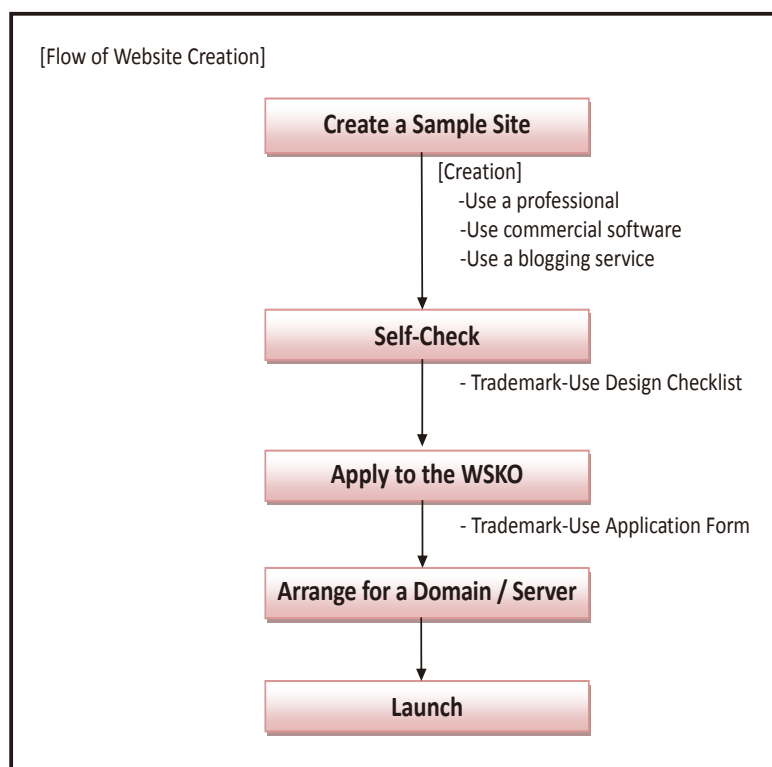 [Flow of Website Creation]
Create a Sample Site
[Creation]
-Use a professional
-Use commercial software
-Use a blogging service
Self-Check
- Trademark-Use Design Checklist
Apply to the WSKO
- Trademark-Use Application Form
Arrange for a Domain / Server
Launch